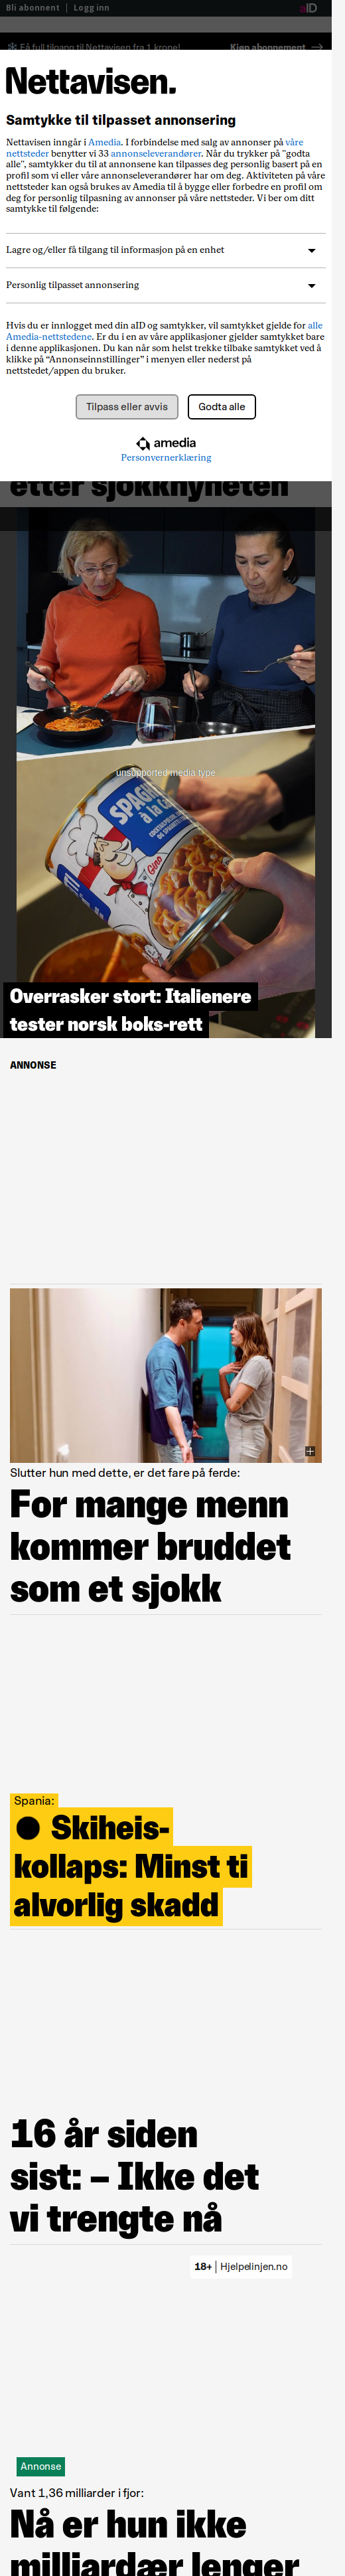 Bli abonnent | Logg inn
aID
Få full tilgang til Nettavisen fra 1 krone!
Kjøp abonnement
Nettavisen.
Samtykke til tilpasset annonsering
Nettavisen inngår i Amedia. I forbindelse med salg av annonser på våre
nettsteder benytter vi 33 annonseleverandører. Når du trykker på "godta
alle", samtykker du til at annonsene kan tilpasses deg personlig basert på en
profil som vi eller våre annonseleverandører har om deg. Aktiviteten på våre
nettsteder kan også brukes av Amedia til å bygge eller forbedre en profil om
deg for personlig tilpasning av annonser på våre nettsteder. Vi ber om ditt
samtykke til følgende:
Lagre og/eller få tilgang til informasjon på en enhet
Personlig tilpasset annonsering
Hvis du er innlogget med din aID og samtykker, vil samtykket gjelde for alle
Amedia-nettstedene. Er du i en av våre applikasjoner gjelder samtykket bare
i denne applikasjonen. Du kan når som helst trekke tilbake samtykket ved å
klikke på “Annonseinnstillinger” i menyen eller nederst på
nettstedet/appen du bruker.
Tilpass eller avvis
Godta alle
amedia
Personvernerklæring
etter sjokknyheten
unsupported media type
SPAGHETTI
à la
Gino
Overrasker stort: Italienere
tester norsk boks-rett
ANNONSE
Slutter hun med dette, er det fare på ferde:
For mange menn
kommer bruddet
som et sjokk
Spania:
Skiheis-
kollaps: Minst ti
alvorlig skadd
16 år siden
sist: – Ikke det
vi trengte nå
18+ | Hjelpelinjen.no
Annonse
Vant 1,36 milliarder i fjor:
Nå er hun ikke
milliardær lenger